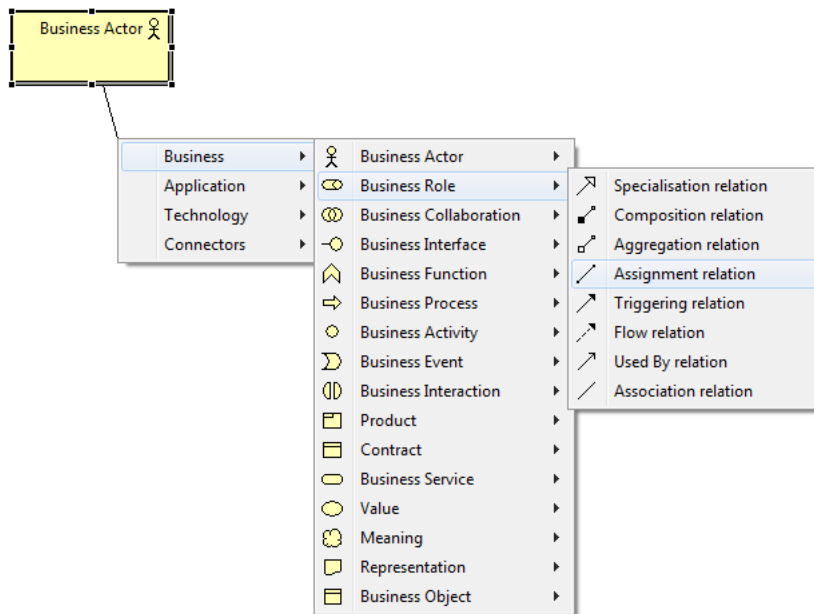 Business Actor
Business
Application
Technology
Connectors
Business Actor
Business Role
Business Collaboration
Business Interface
Business Function
Business Process
Business Activity
Business Event
Business Interaction
Product
Contract
Business Service
Value
Meaning
Representation
Business Object
Specialisation relation
Composition relation
Aggregation relation
Assignment relation
Triggering relation
Flow relation
Used By relation
Association relation